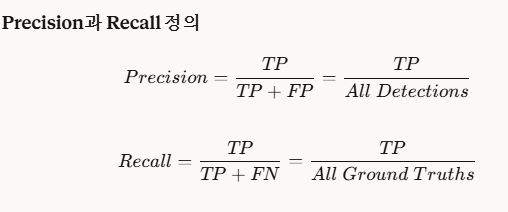 Precision과 Recall 정의
Precision = TP / (TP + FP) = TP / All Detections
Recall = TP / (TP + FN) = TP / All Ground Truths